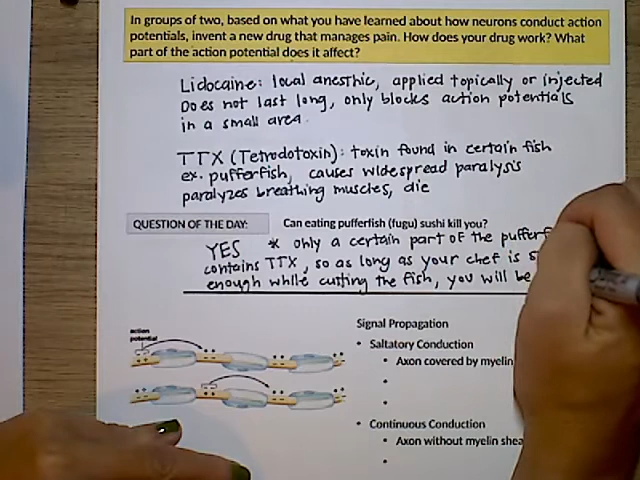 In groups of two, based on what you have learned about how neurons conduct action
potentials, invent a new drug that manages pain. How does your drug work? What
part of the action potential does it affect?
Lidocaine: local anesthic, applied topically or injected
Does not last long, only blocks action potentials
in a small area.
TTX (Tetrodotoxin): toxin found in certain fish
ex. pufferfish, causes widespread paralysis
paralyzes breathing muscles, die
QUESTION OF THE DAY: Can eating pufferfish (fugu) sushi kill you?
YES * only a certain part of the
contains TTX, so as long as your chef is
enough while cutting the fish, you will be
action
potential
Signal Propagation
• Saltatory Conduction
• Axon covered by myelin
•
•
• Continuous Conduction
• Axon without myelin
•